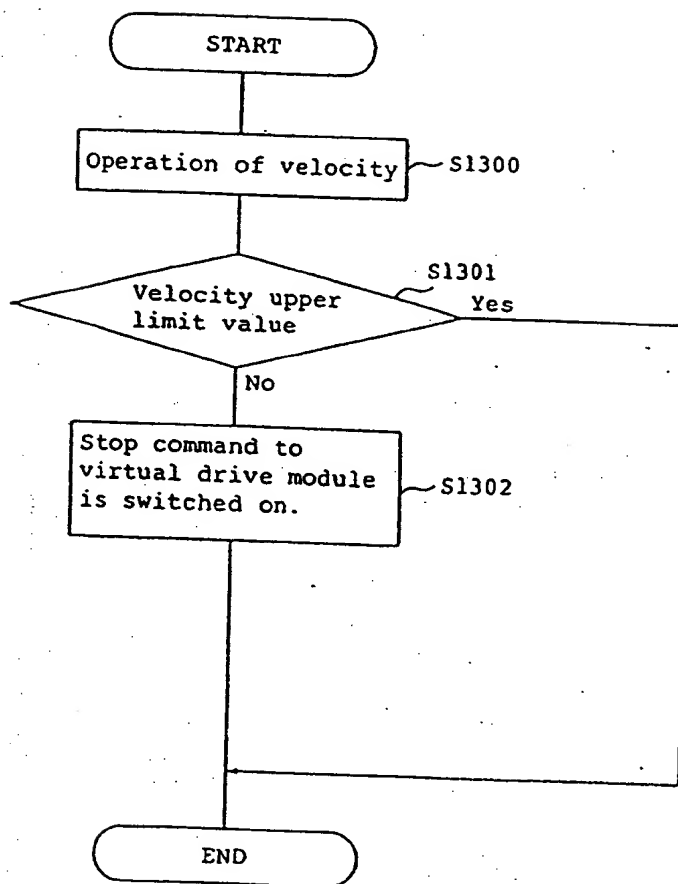 START
Operation of velocity
S1300
S1301
Velocity upper
limit value
Yes
No
Stop command to
virtual drive module
is switched on.
S1302
END